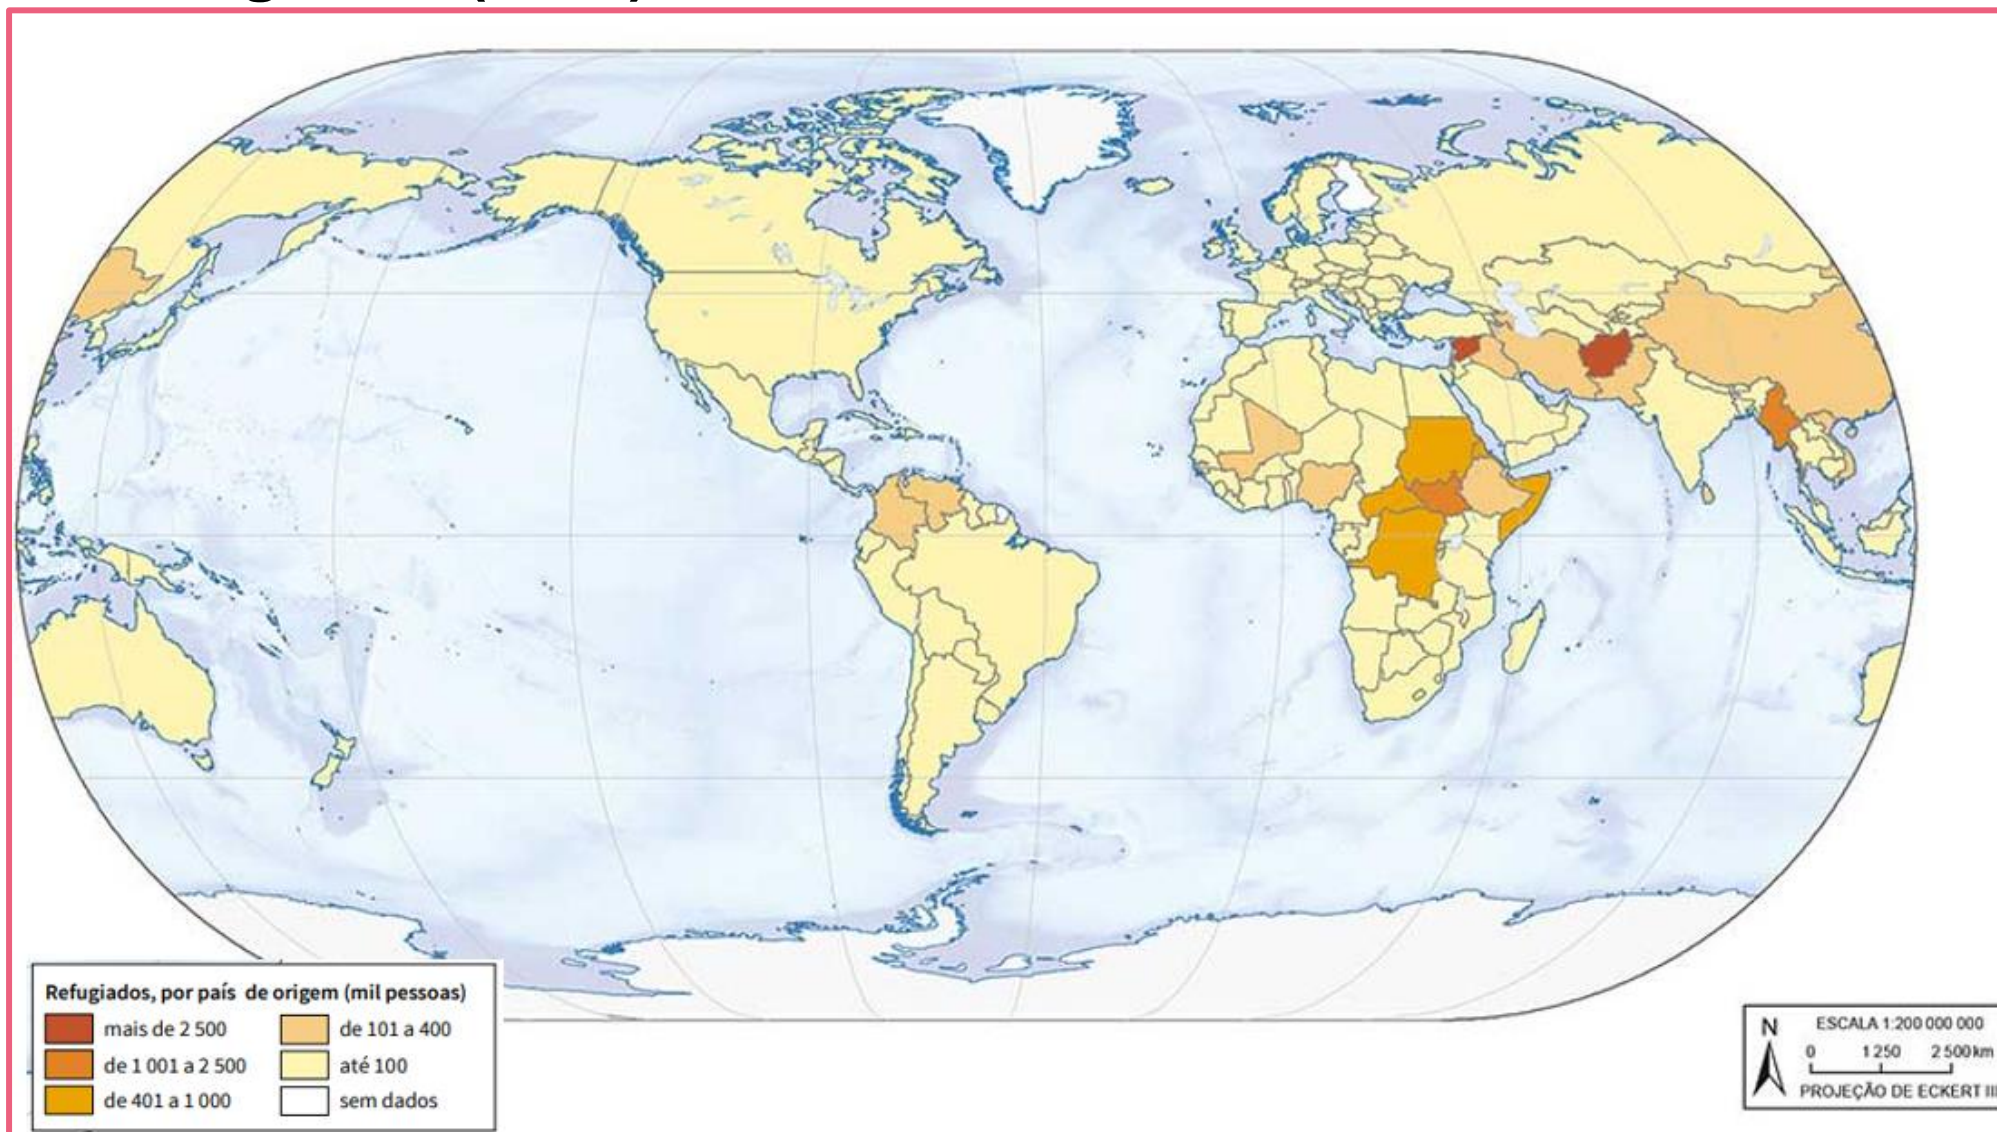 Refugiados, por país de origem (mil pessoas)
mais de 2 500
de 1 001 a 2 500
de 401 a 1 000
de 101 a 400
até 100
sem dados
N
ESCALA 1:200 000 000
0 1 250 2 500 km
PROJEÇÃO DE ECKERT III